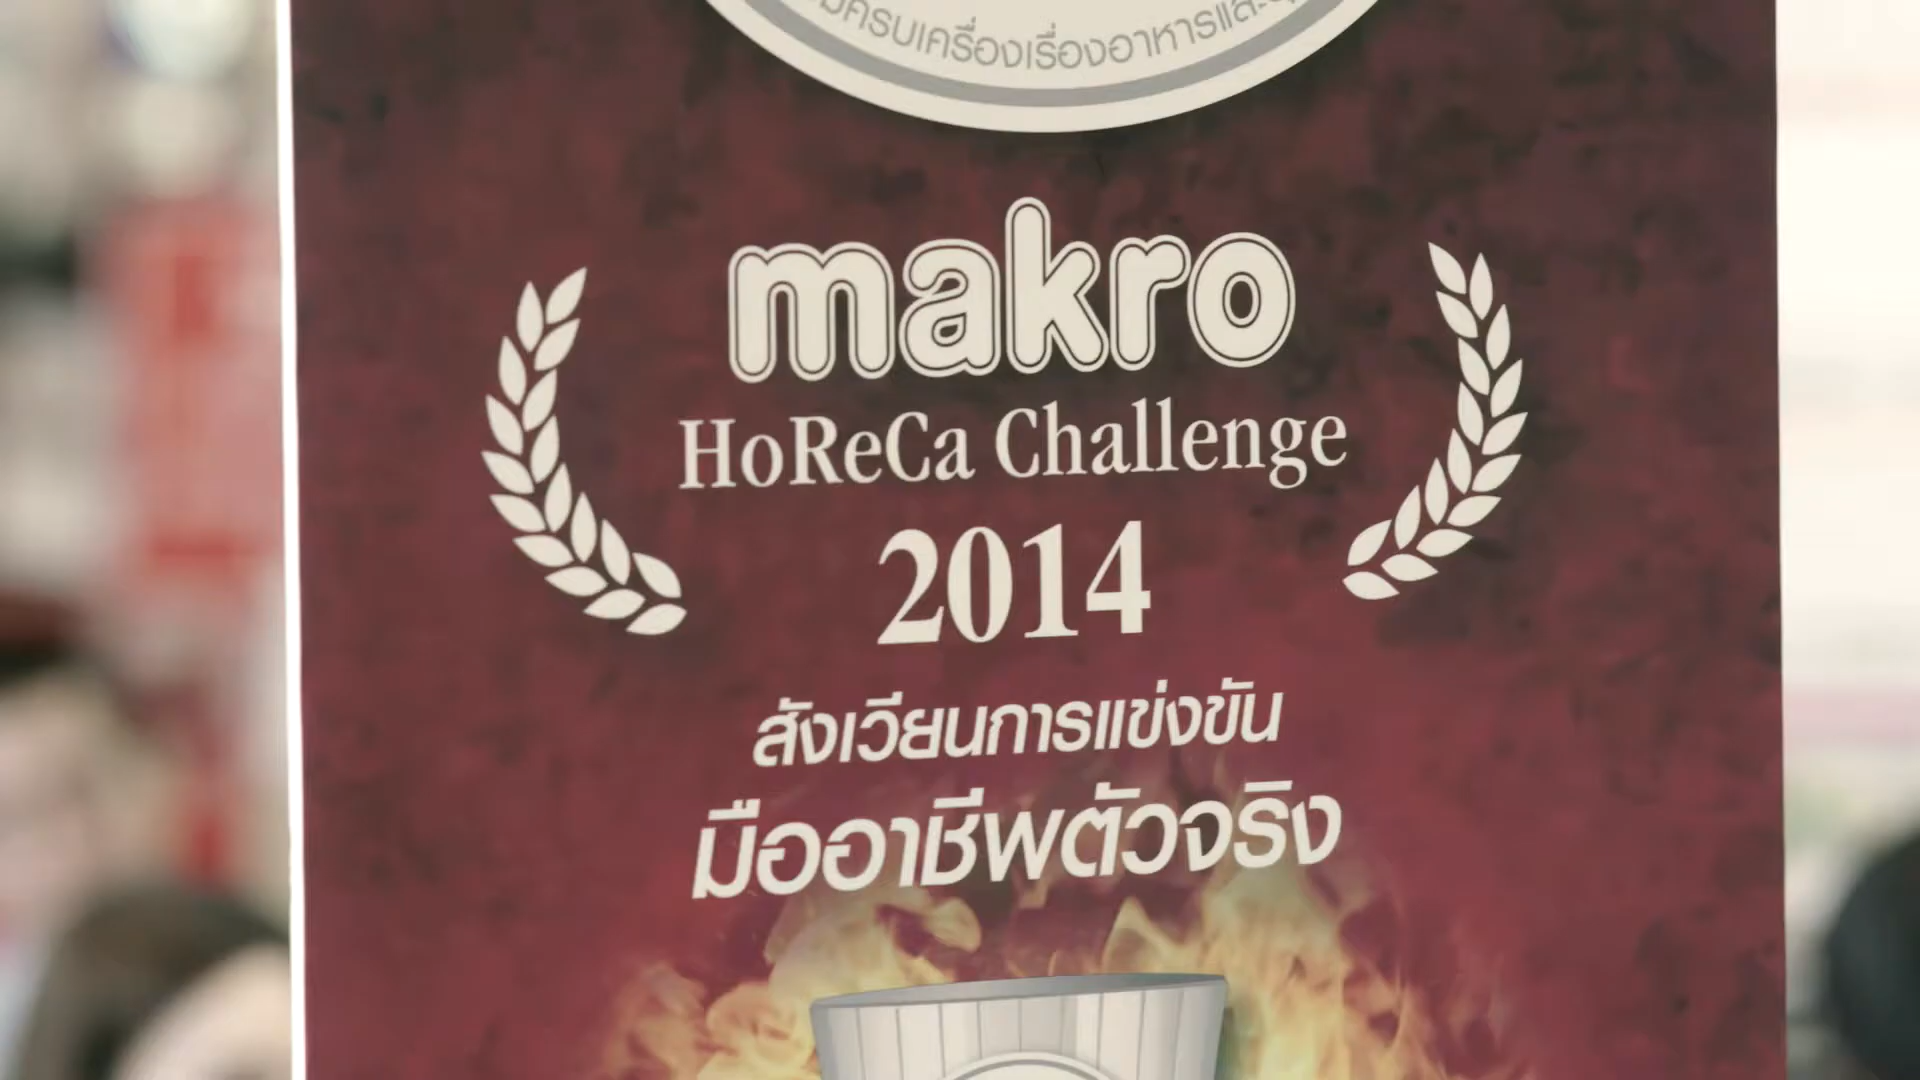 ครบเครื่องเรื่องอาหารและ
makro
HoReCa Challenge
2014
สังเวียนการแข่งขัน
มืออาชีพตัวจริง